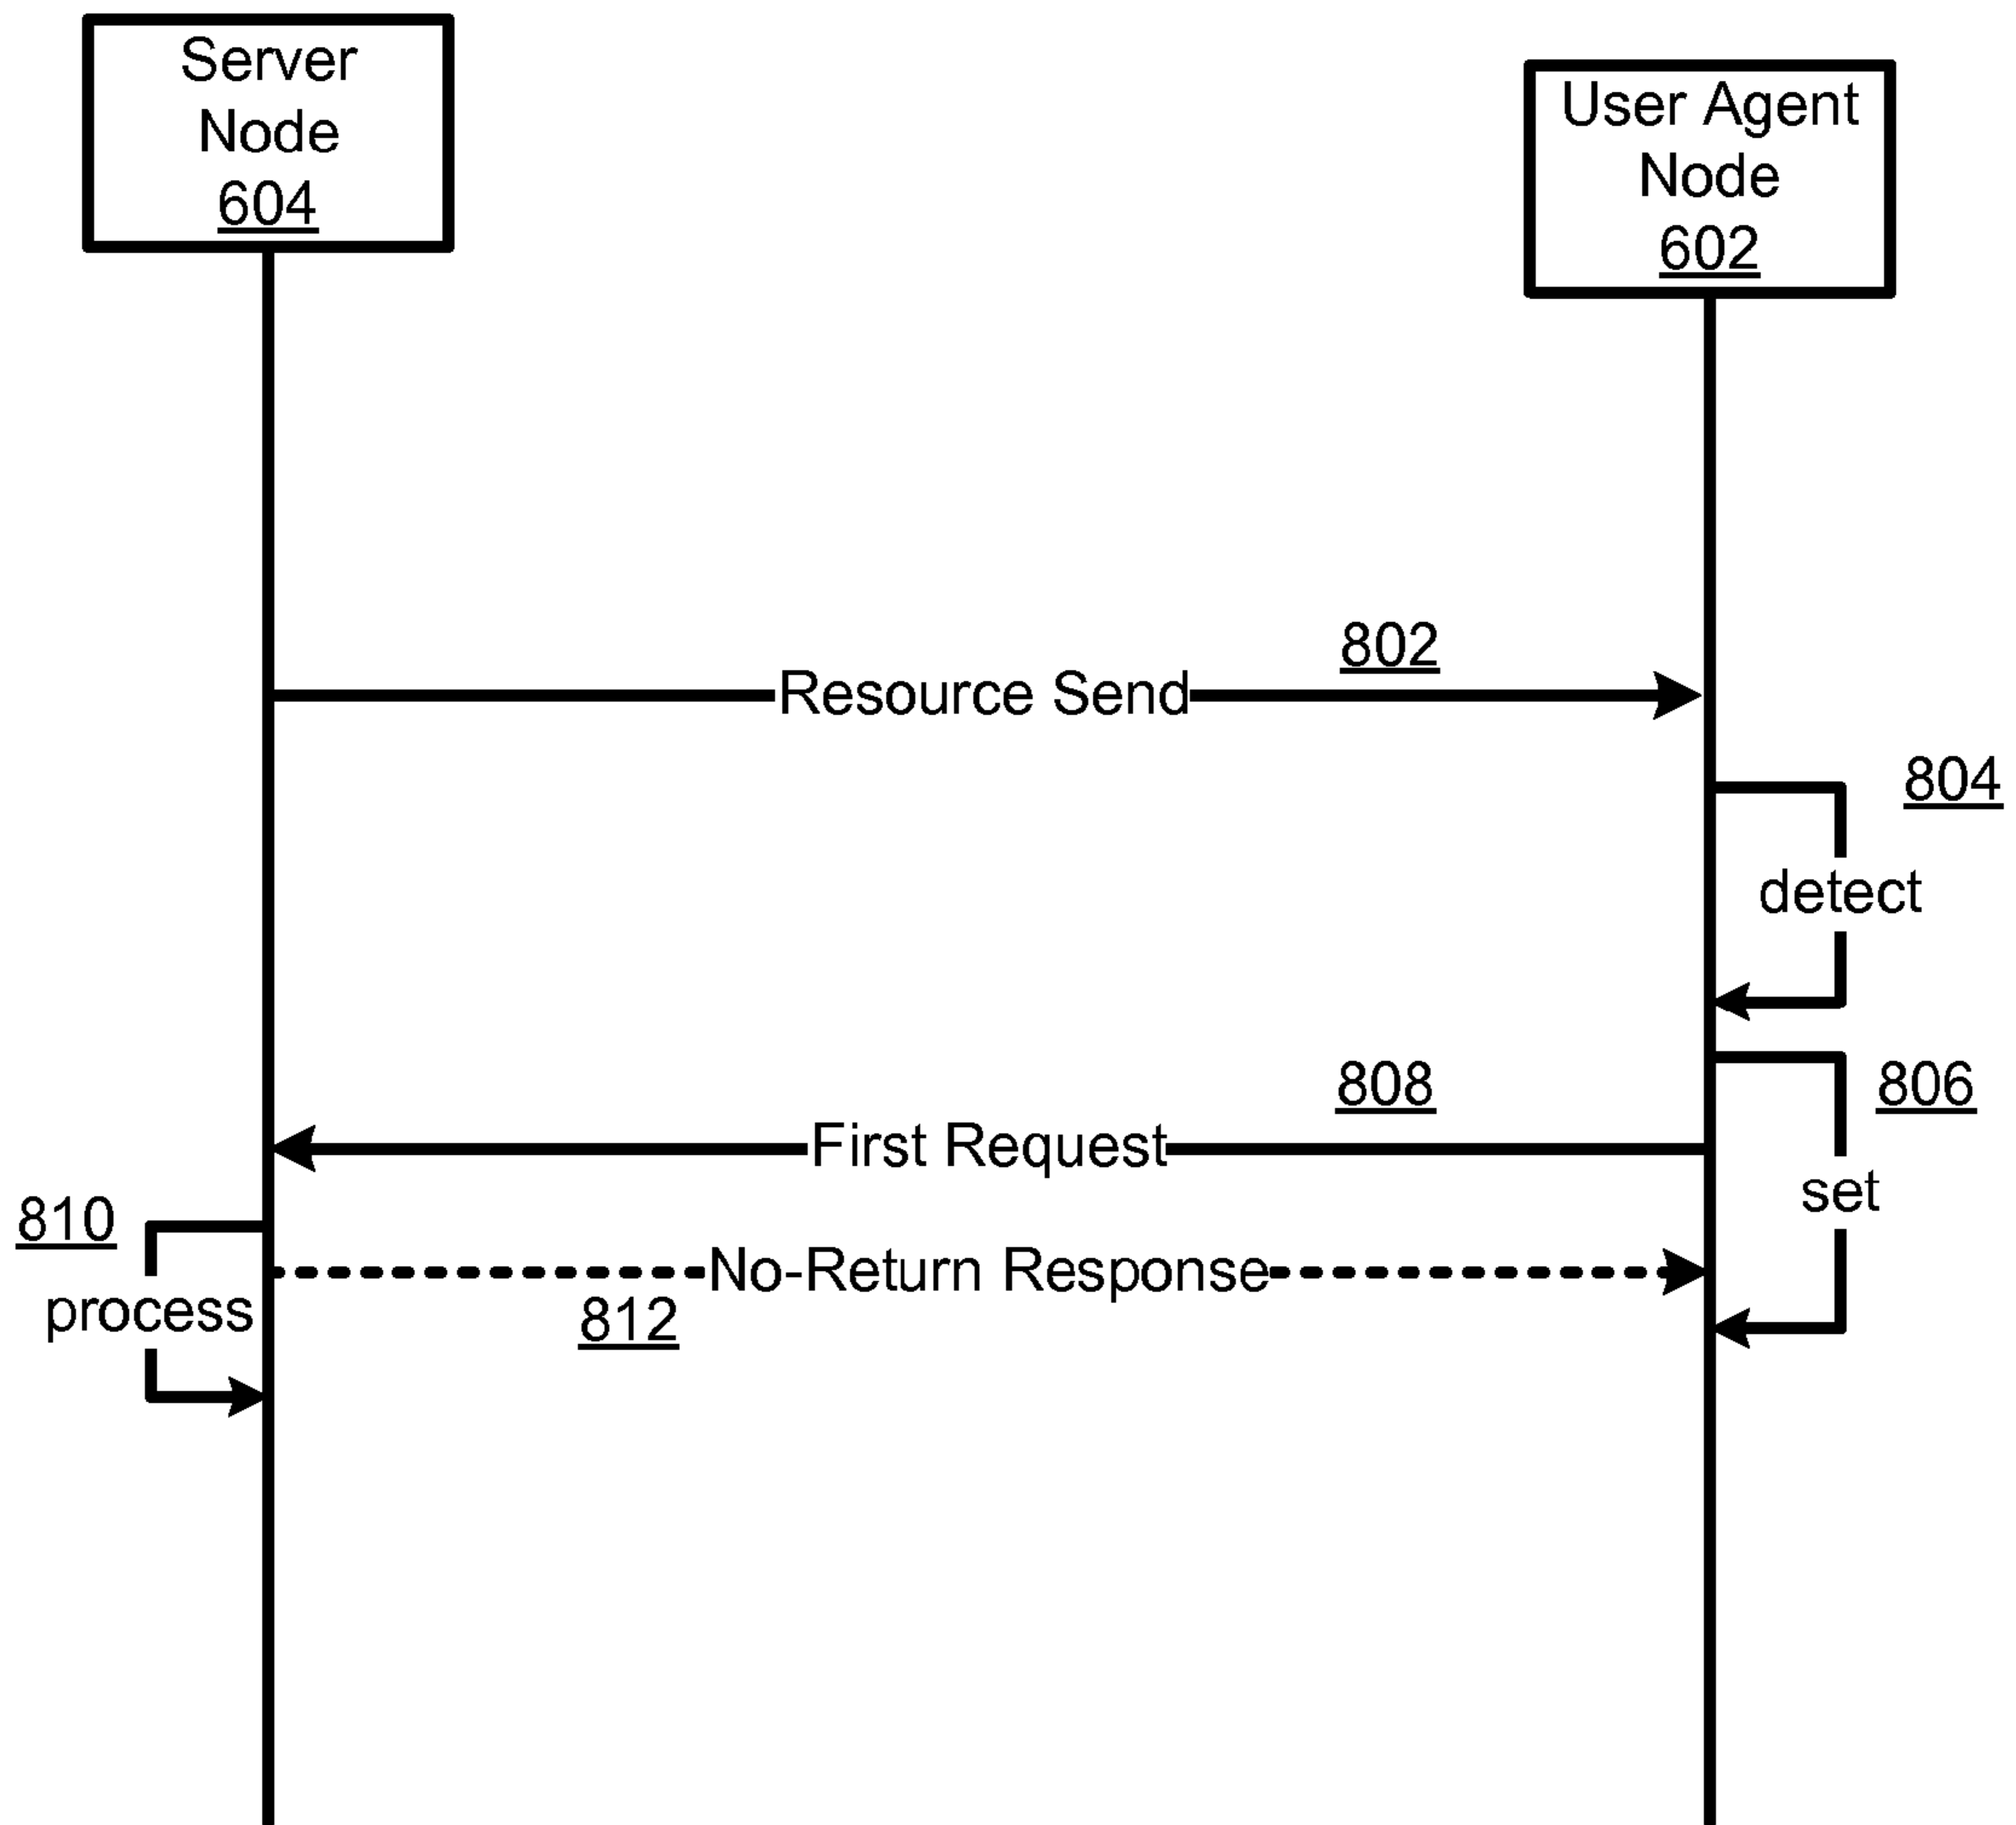 Server
Node
604
User Agent
Node
602
802
Resource Send
804
detect
808
806
First Request
set
810
No-Return Response
process
812